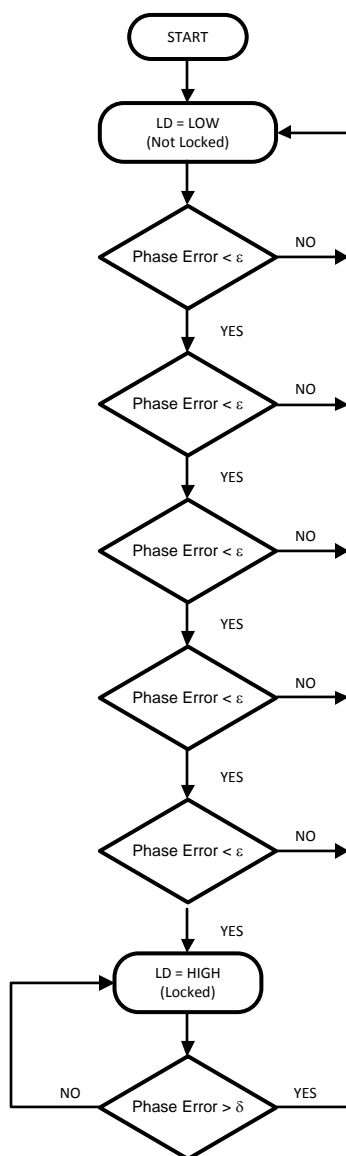 START
LD = LOW
(Not Locked)
Phase Error < ε
NO
YES
Phase Error < ε
NO
YES
Phase Error < ε
NO
YES
Phase Error < ε
NO
YES
Phase Error < ε
NO
YES
LD = HIGH
(Locked)
NO
Phase Error > δ
YES